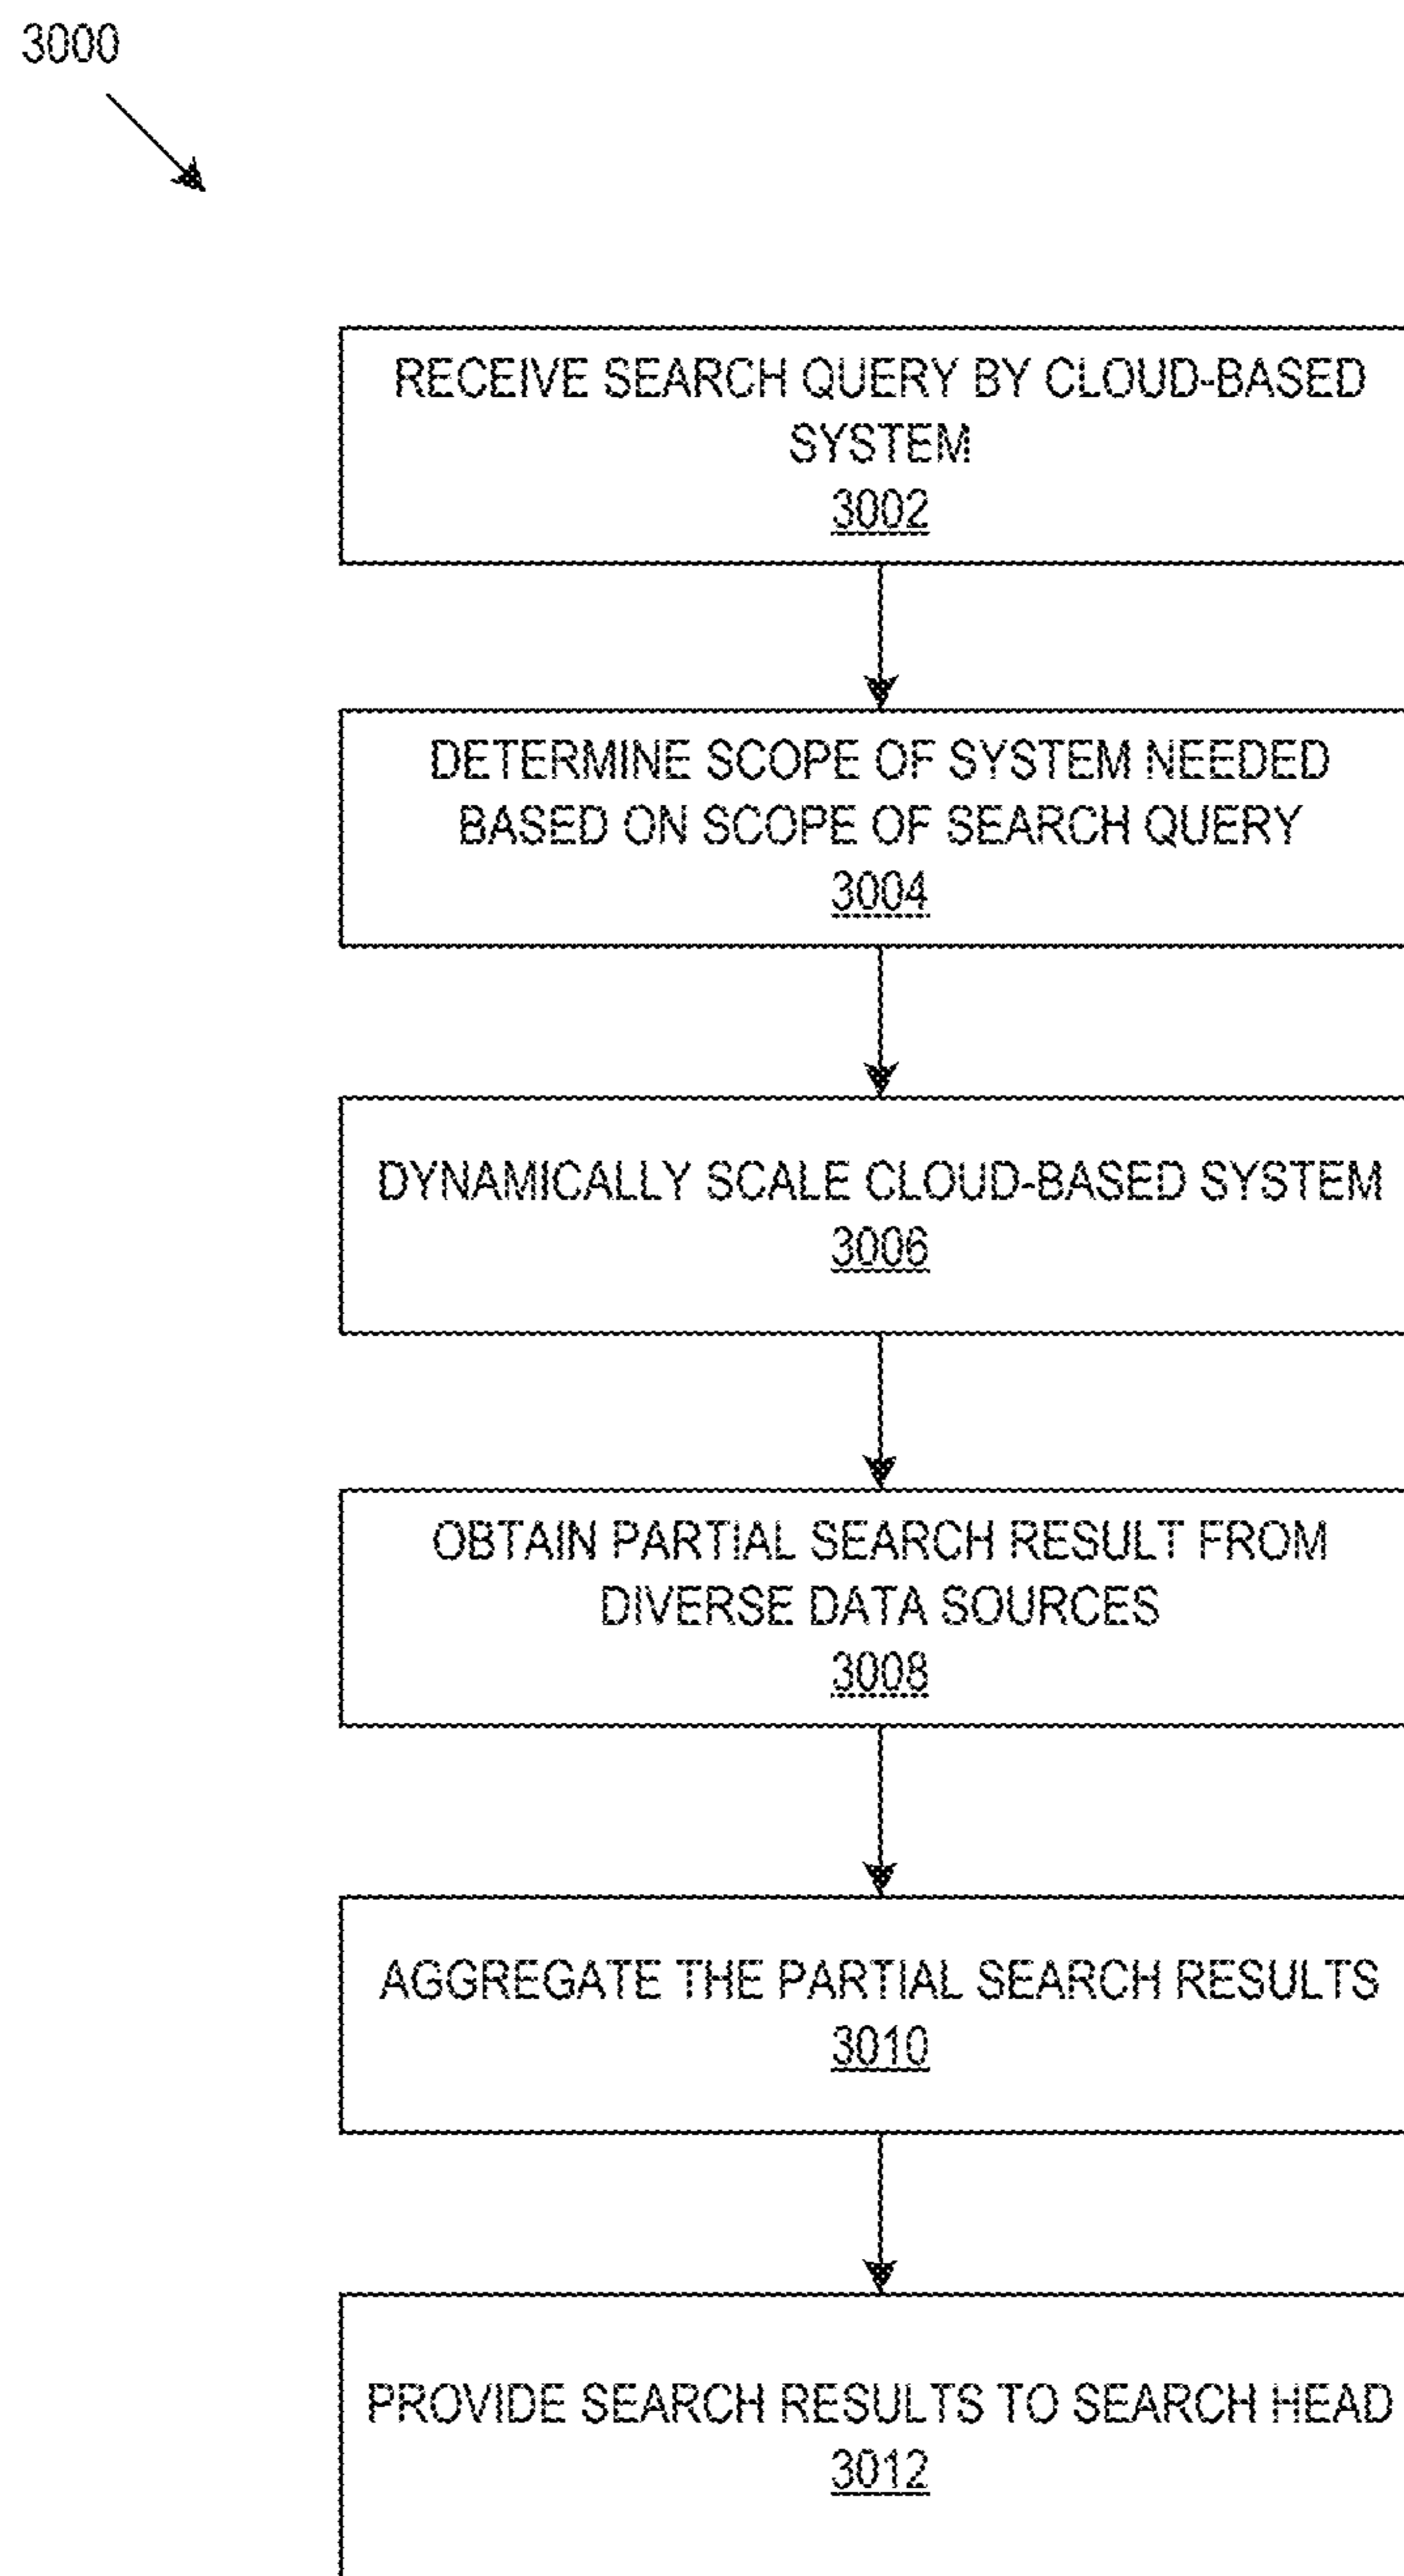 3000
RECEIVE SEARCH QUERY BY CLOUD-BASED
SYSTEM
3002
DETERMINE SCOPE OF SYSTEM NEEDED
BASED ON SCOPE OF SEARCH QUERY
3004
DYNAMICALLY SCALE CLOUD-BASED SYSTEM
3006
OBTAIN PARTIAL SEARCH RESULT FROM
DIVERSE DATA SOURCES
3008
AGGREGATE THE PARTIAL SEARCH RESULTS
3010
PROVIDE SEARCH RESULTS TO SEARCH HEAD
3012